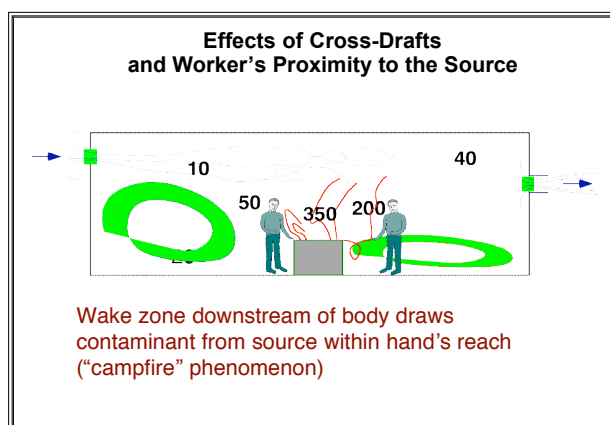 Effects of Cross-Drafts
and Worker's Proximity to the Source
10
40
50
350
200
Wake zone downstream of body draws
contaminant from source within hand's reach
("campfire" phenomenon)